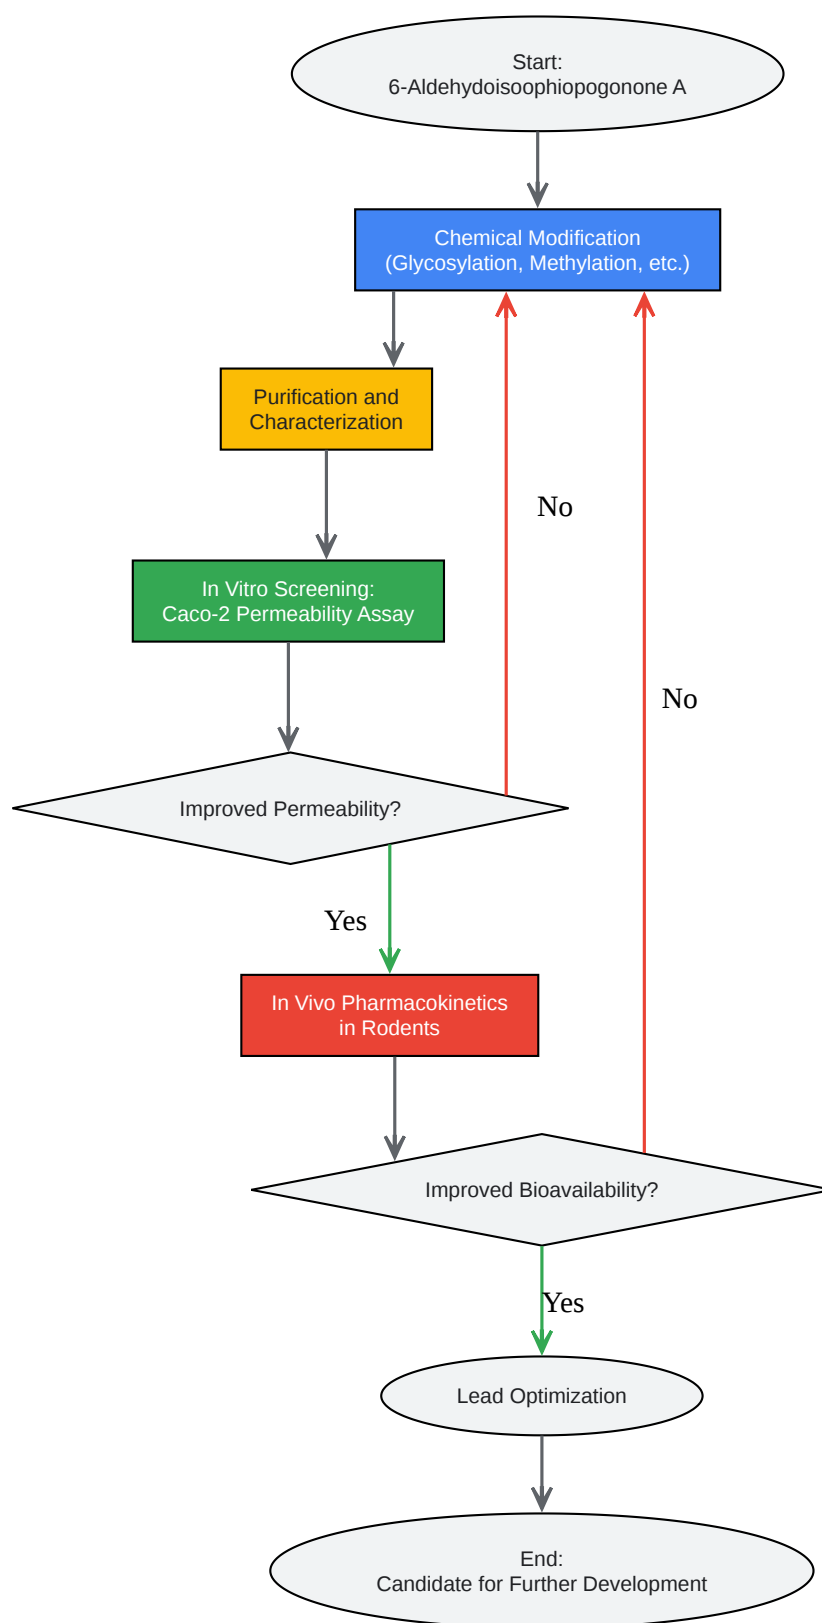 Start:
6-Aldehydoisoophiopogonone A
Chemical Modification
(Glycosylation, Methylation, etc.)
Purification and
Characterization
No
In Vitro Screening:
Caco-2 Permeability Assay
No
Improved Permeability?
Yes
In Vivo Pharmacokinetics
in Rodents
Improved Bioavailability?
Yes
Lead Optimization
End:
Candidate for Further Development